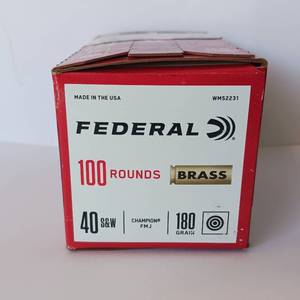 MADE IN THE USA
WM52231
FEDERAL
100 ROUNDS
BRASS
40 S&W
CHAMPION®
FMJ
180
GRAIN